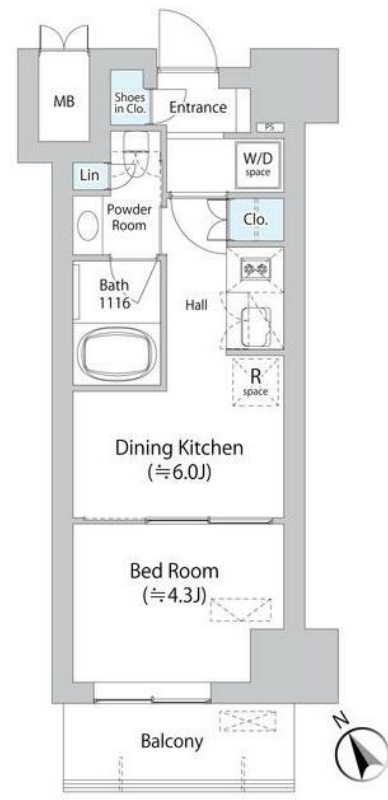 MB
Shoes
in Clo.
Entrance
PS
W/D
space
Lin
Powder
Room
Clo.
Bath
1116
Hall
R
space
Dining Kitchen
(≒6.0J)
Bed Room
(≒4.3J)
Balcony
N